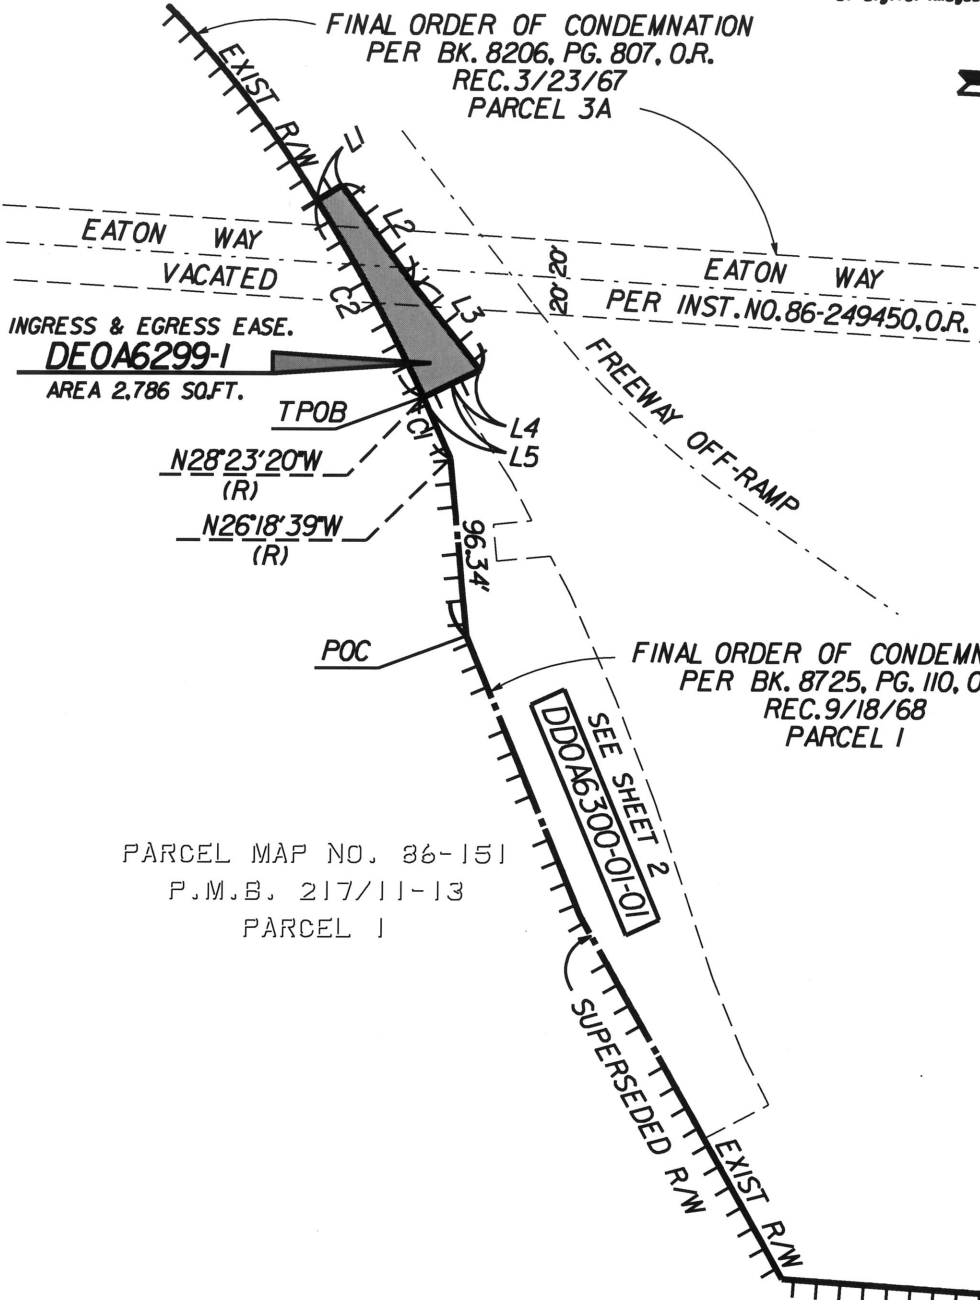 FINAL ORDER OF CONDEMNATION
PER BK. 8206, PG. 807, O.R.
REC. 3/23/67
PARCEL 3A
EXIST R/W
L1
L2
EATON WAY
VACATED
C2
L3
20' 20'
EATON WAY
PER INST. NO. 86-249450, O.R.
INGRESS & EGRESS EASE.
DEOA6299-1
AREA 2,786 SQ.FT.
TPOB
C1
L4
L5
FREEWAY OFF-RAMP
N28°23'20"W
(R)
N26°18'39"W
(R)
96.34'
POC
FINAL ORDER OF CONDEMN
PER BK. 8725, PG. 110, O
REC. 9/18/68
PARCEL 1
SEE SHEET 2
DDOA6300-01-01
PARCEL MAP NO. 86-151
P.M.B. 217/11-13
PARCEL 1
SUPERSEDED R/W
EXIST R/W